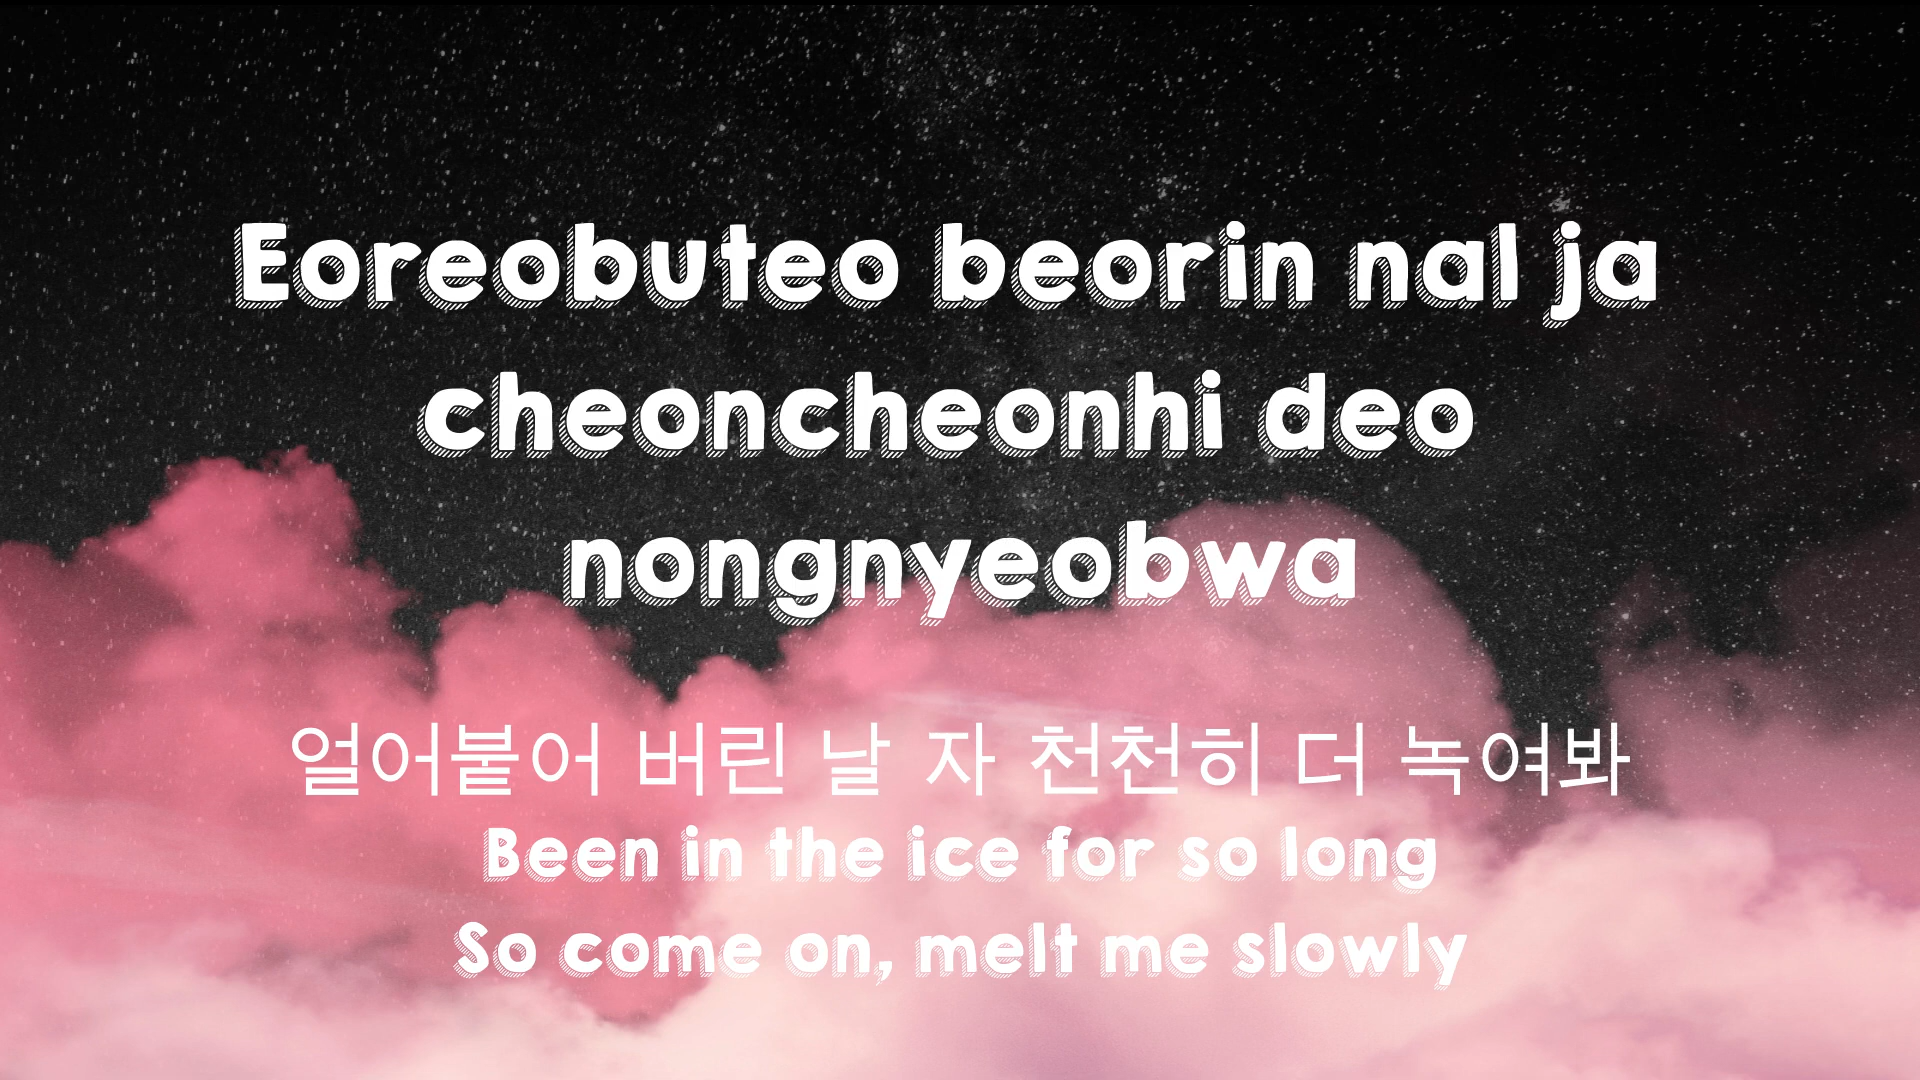 Eoreobuteo beorin nal ja
cheoncheonhi deo
nongnyeobwa
얼어붙어 버린 날 자 천천히 더 녹여봐
Been in the ice for so long
So come on, melt me slowly